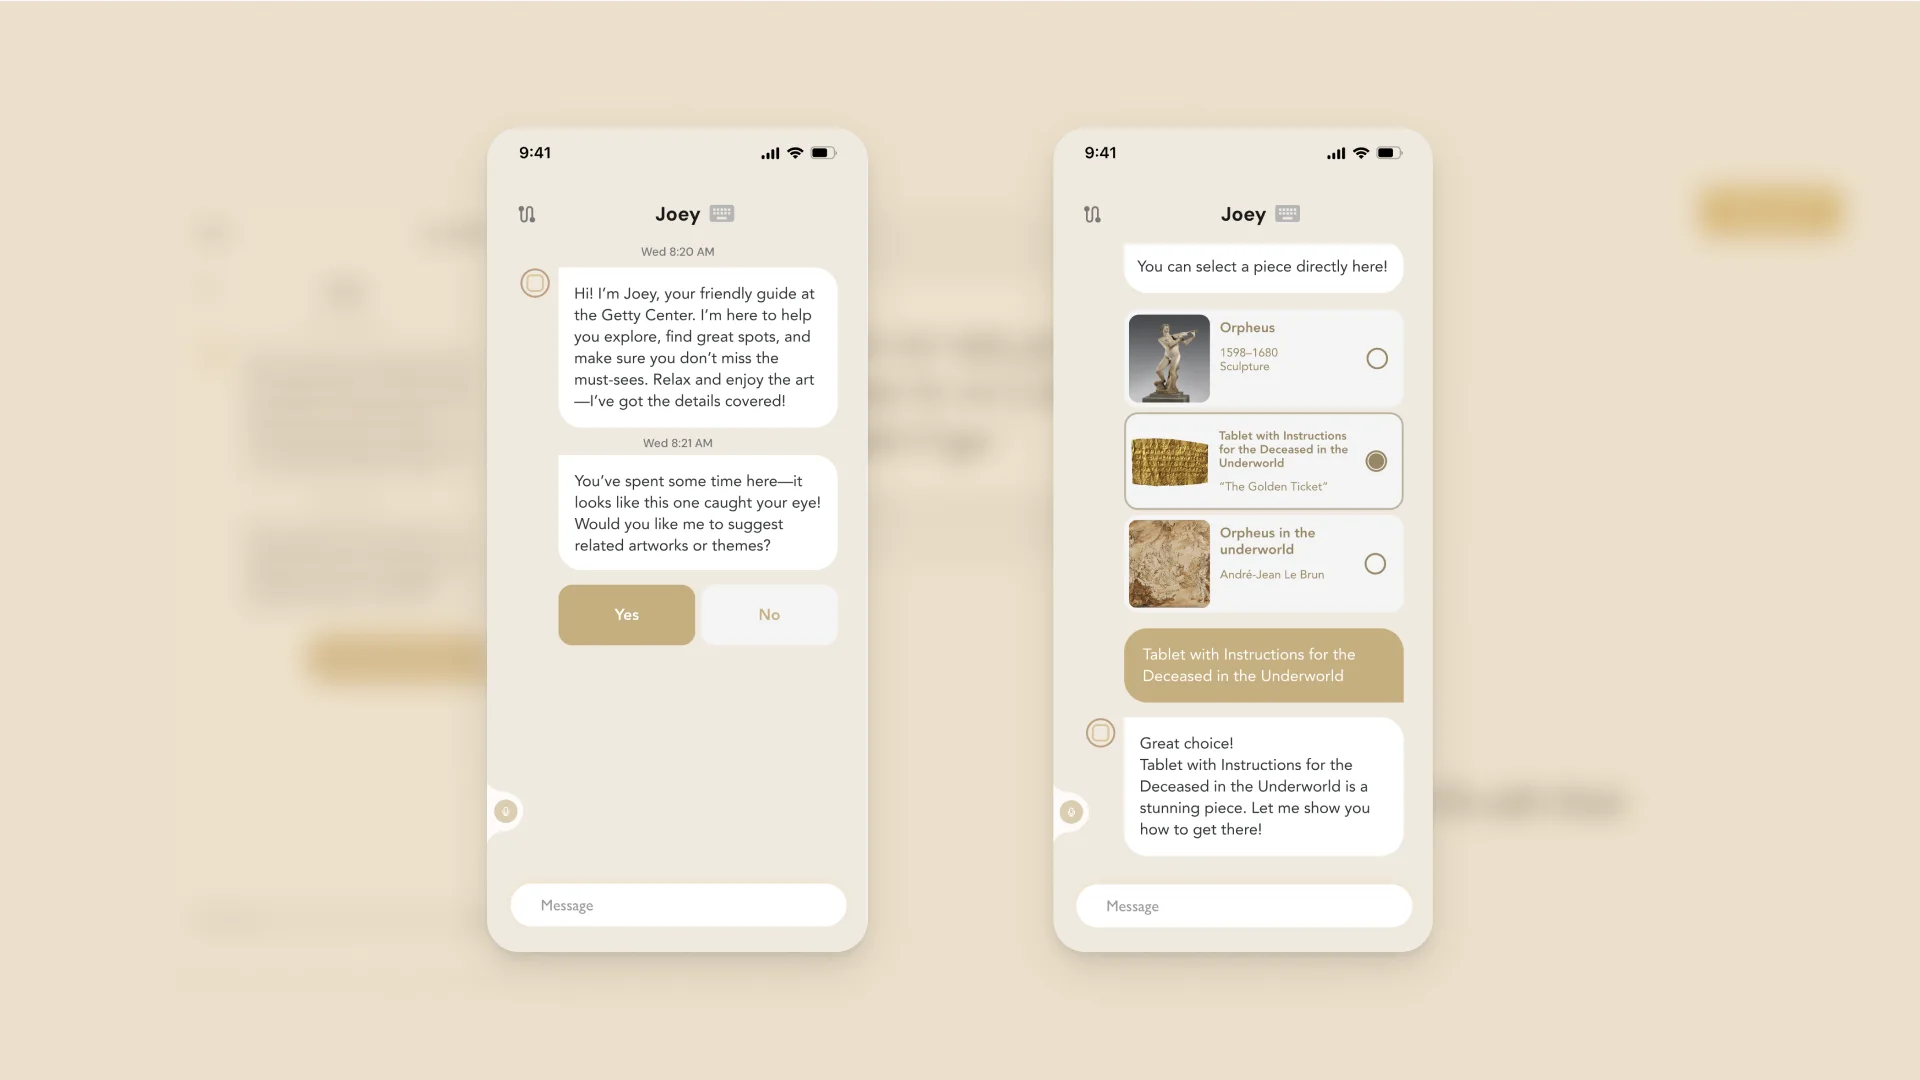 9:41
Joey
Wed 8:20 AM
Hi! I’m Joey, your friendly guide at
the Getty Center. I’m here to help
you explore, find great spots, and
make sure you don’t miss the
must-sees. Relax and enjoy the art
—I’ve got the details covered!
Wed 8:21 AM
You’ve spent some time here—it
looks like this one caught your eye!
Would you like me to suggest
related artworks or themes?
Yes
No
Message
9:41
Joey
You can select a piece directly here!
Orpheus
1598–1680
Sculpture
Tablet with Instructions
for the Deceased in the
Underworld
“The Golden Ticket”
Orpheus in the
underworld
André-Jean Le Brun
Tablet with Instructions for the
Deceased in the Underworld
Great choice!
Tablet with Instructions for the
Deceased in the Underworld is a
stunning piece. Let me show you
how to get there!
Message